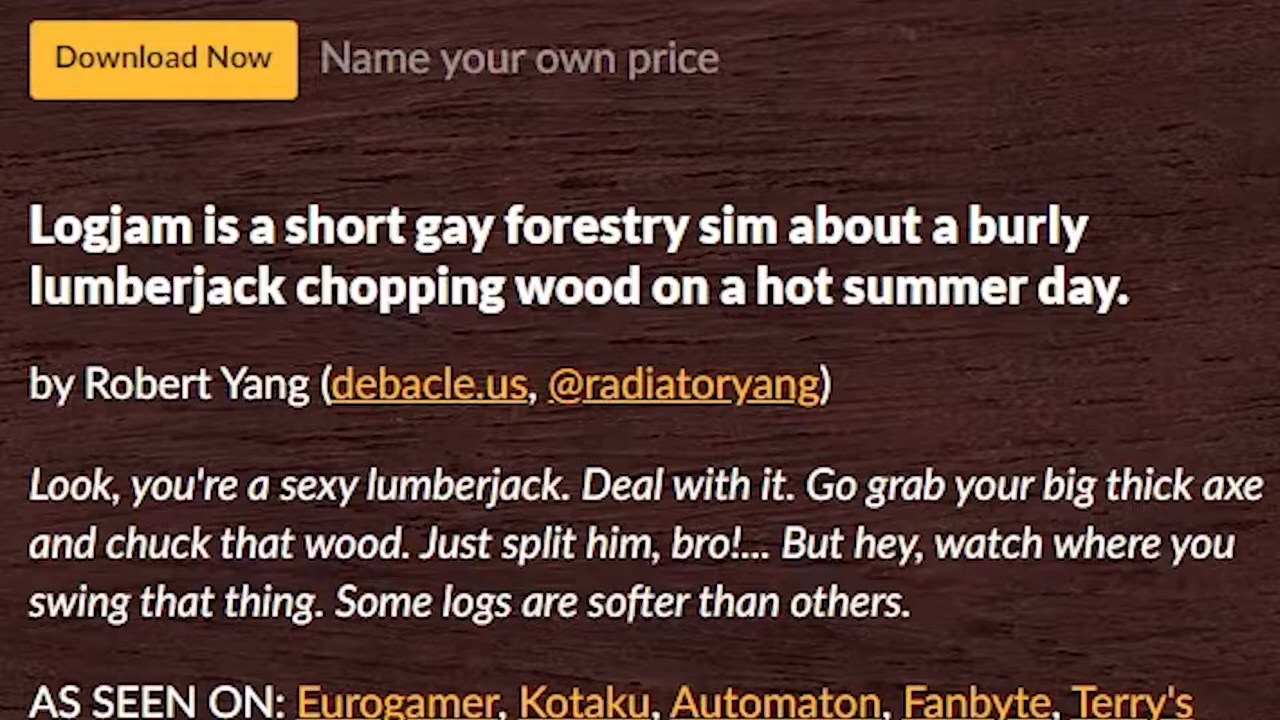 Download Now Name your own price
Logjam is a short gay forestry sim about a burly
lumberjack chopping wood on a hot summer day.
by Robert Yang (debacle.us, @radiatoryang)
Look, you're a sexy lumberjack. Deal with it. Go grab your big thick axe
and chuck that wood. Just split him, bro!... But hey, watch where you
swing that thing. Some logs are softer than others.
AS SEEN ON: Eurogamer, Kotaku, Automaton, Fanbyte, Terry's